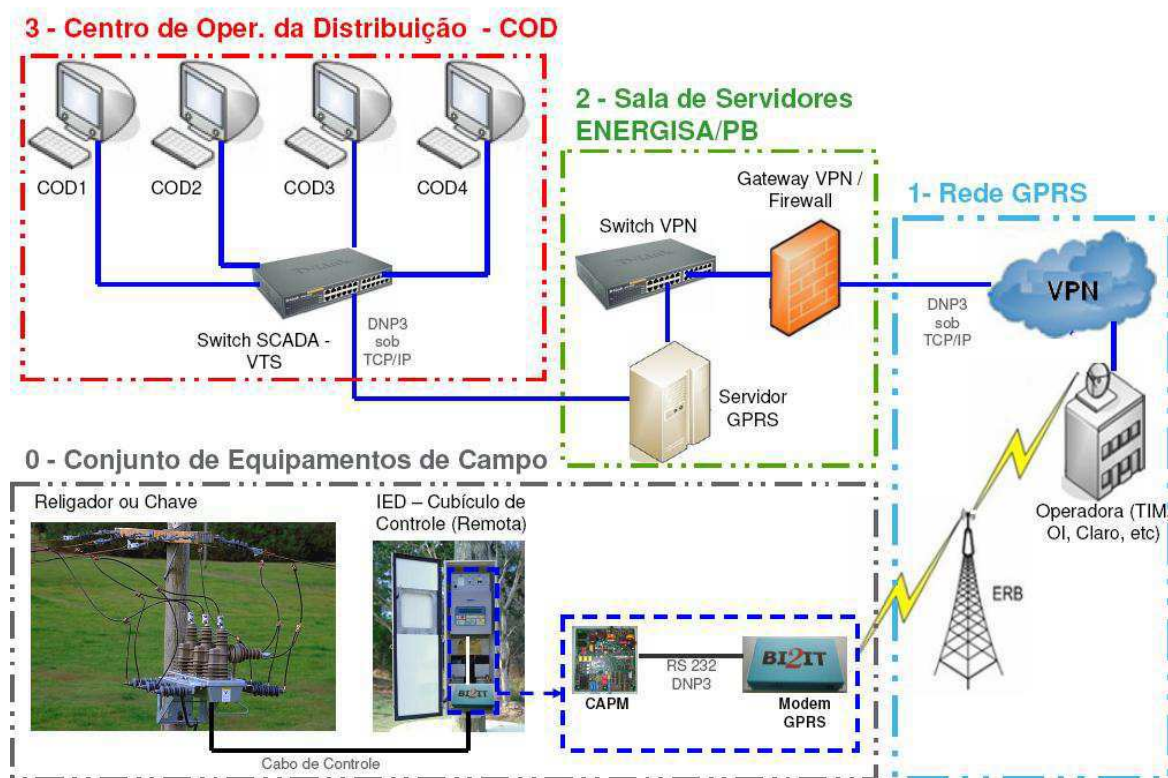 3 - Centro de Oper. da Distribuição - COD
COD1
COD2
COD3
COD4
Switch SCADA -
VTS
DNP3
sob
TCP/IP
2 - Sala de Servidores
ENERGISA/PB
Gateway VPN /
Firewall
Switch VPN
Servidor
GPRS
1- Rede GPRS
VPN
DNP3
sob
TCP/IP
Operadora (TIM
OI, Claro, etc)
ERB
0 - Conjunto de Equipamentos de Campo
Religador ou Chave
IED – Cubículo de
Controle (Remota)
BI2IT
Cabo de Controle
CAPM
RS 232
DNP3
BI2IT
Modem
GPRS